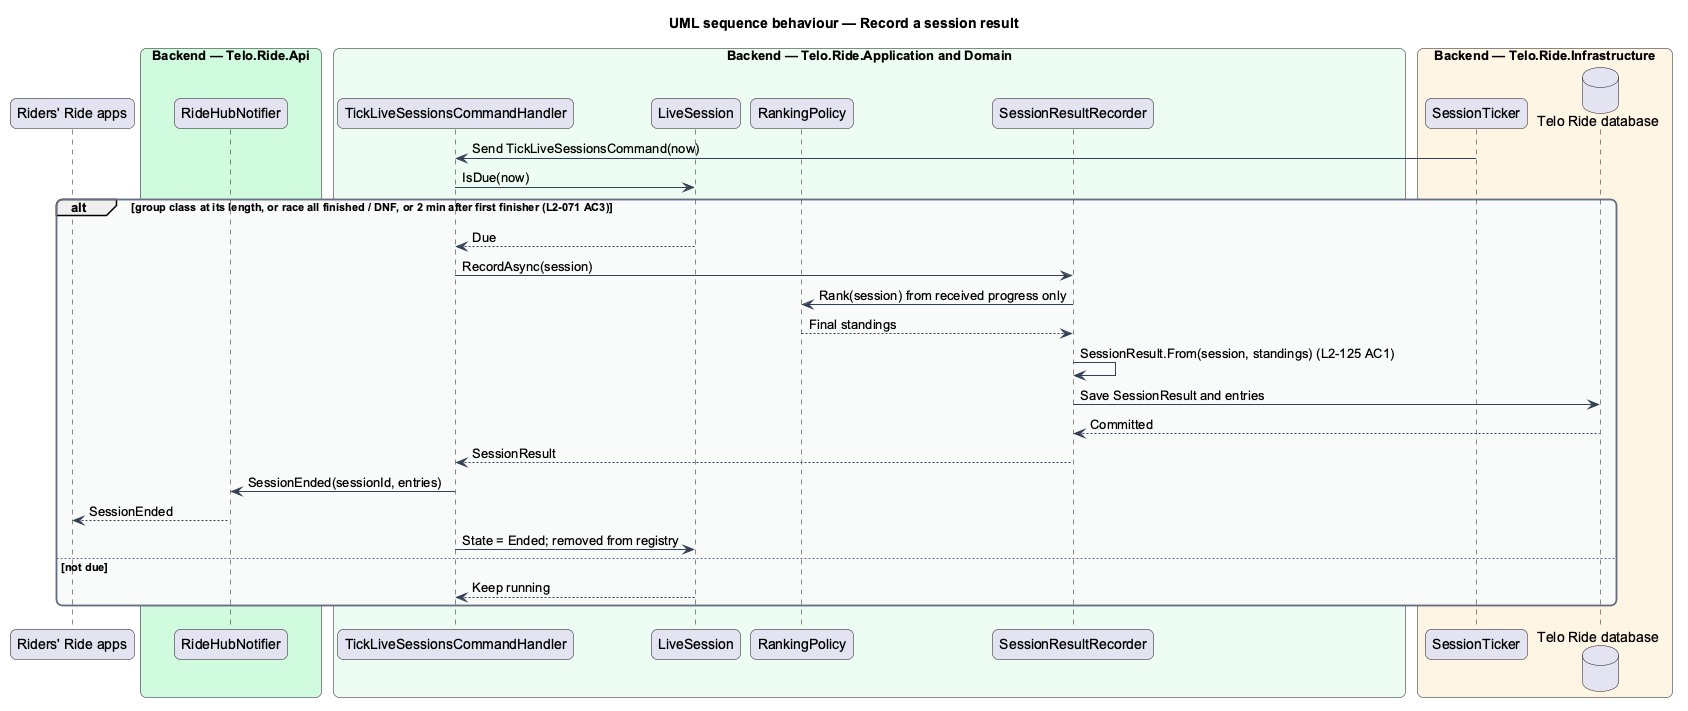 UML sequence behaviour — Record a session result
Backend — Telo.Ride.Api
Backend — Telo.Ride.Application and Domain
Backend — Telo.Ride.Infrastructure
Riders' Ride apps
RideHubNotifier
TickLiveSessionsCommandHandler
LiveSession
RankingPolicy
SessionResultRecorder
SessionTicker
Telo Ride database
Send TickLiveSessionsCommand(now)
IsDue(now)
alt
[group class at its length, or race all finished / DNF, or 2 min after first finisher (L2-071 AC3)]
Due
RecordAsync(session)
Rank(session) from received progress only
Final standings
SessionResult.From(session, standings) (L2-125 AC1)
Save SessionResult and entries
Committed
SessionResult
SessionEnded(sessionId, entries)
SessionEnded
State = Ended; removed from registry
[not due]
Keep running
Riders' Ride apps
RideHubNotifier
TickLiveSessionsCommandHandler
LiveSession
RankingPolicy
SessionResultRecorder
SessionTicker
Telo Ride database